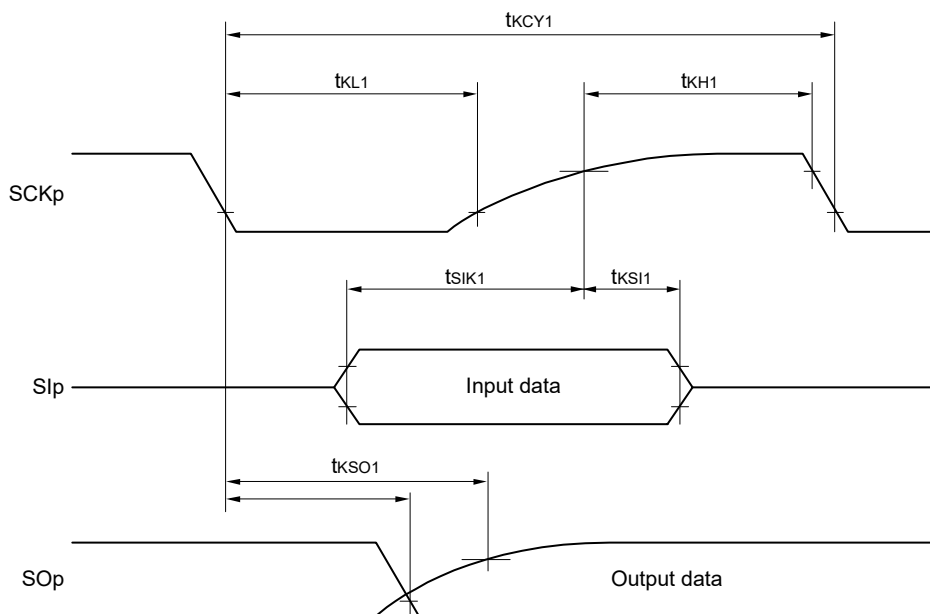 tKCY1
tKL1
tKH1
SCKp
tSIK1
tKSI1
SIp
Input data
tKSO1
SOp
Output data